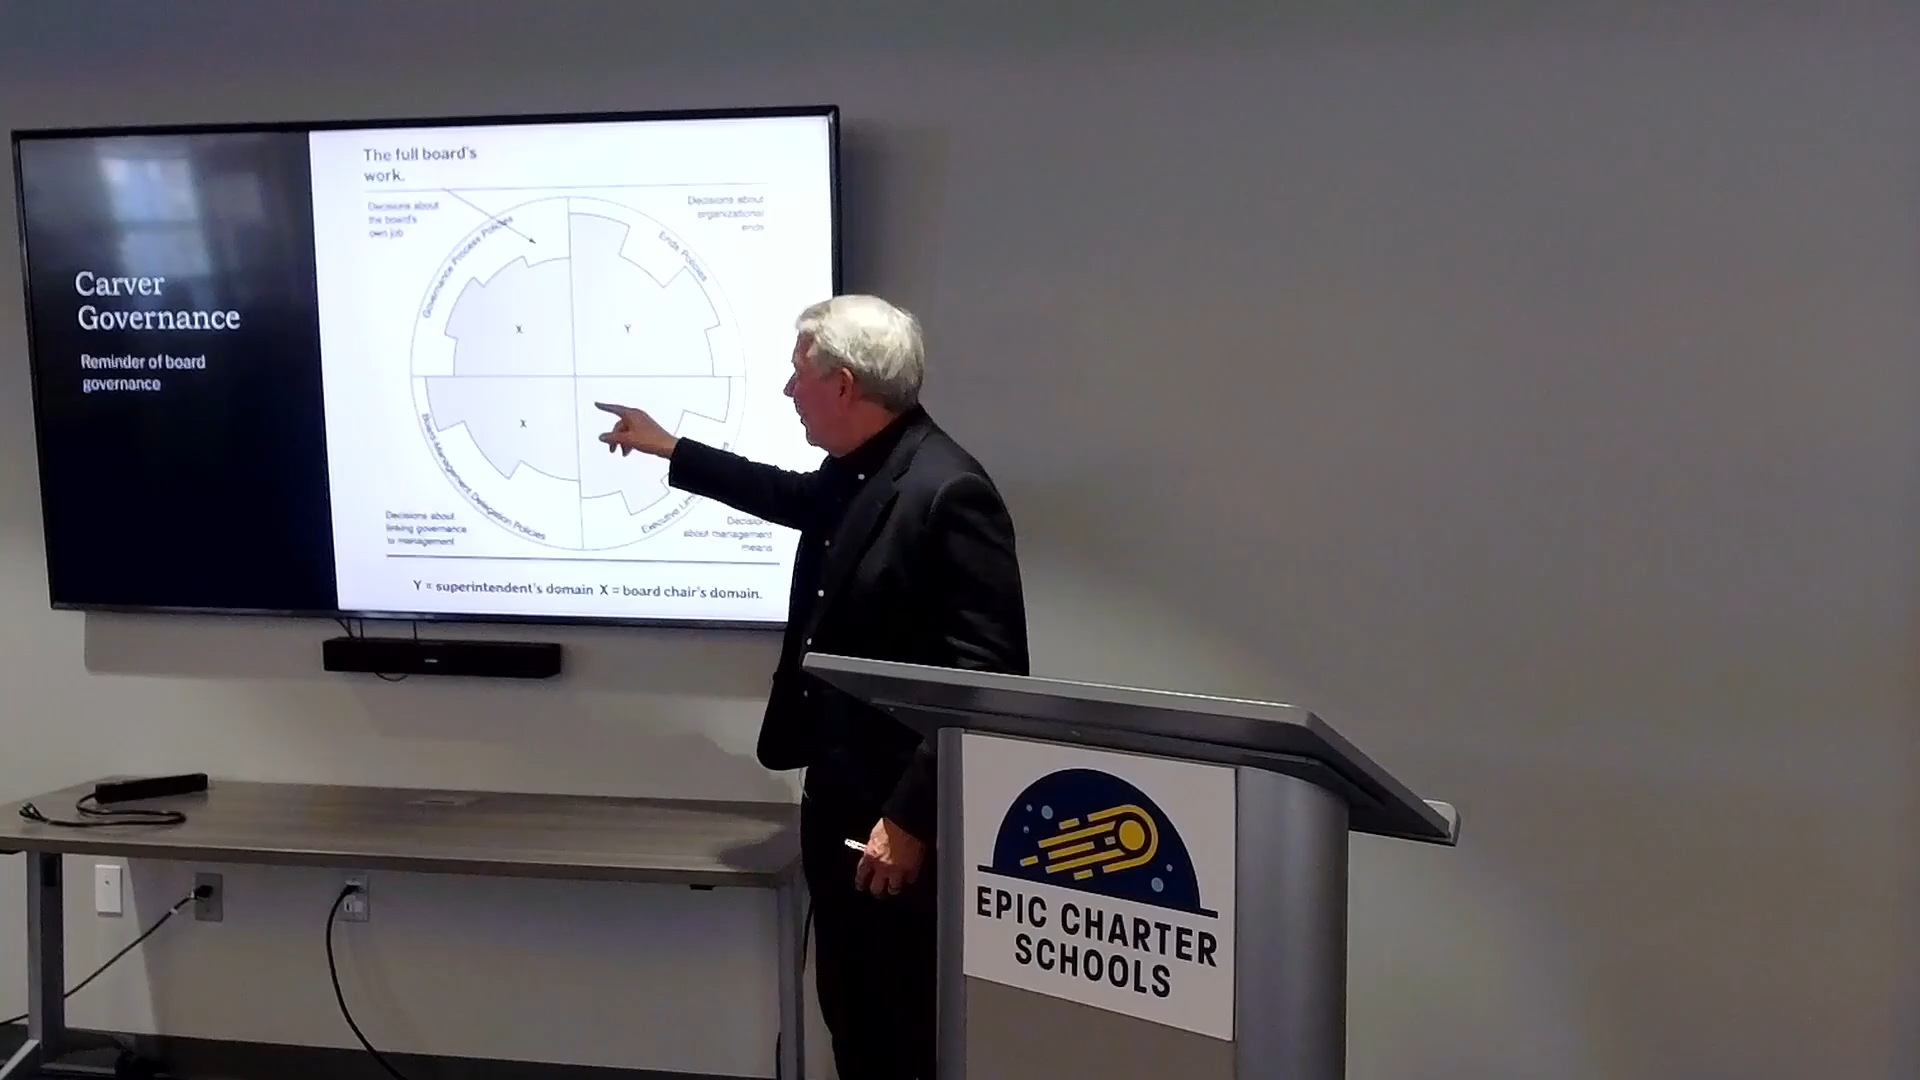 Carver
Governance
Reminder of board
governance
The full board's
work.
Decisions about
the board's
own job
Decisions about
organizational
ends
Governance Process Policies
Ends Policies
X
Y
X
Board-Management Delegation Policies
Executive
Decisions about
linking governance
to management
about management
means
Y = superintendent's domain X = board chair's domain.
EPIC CHARTER
SCHOOLS